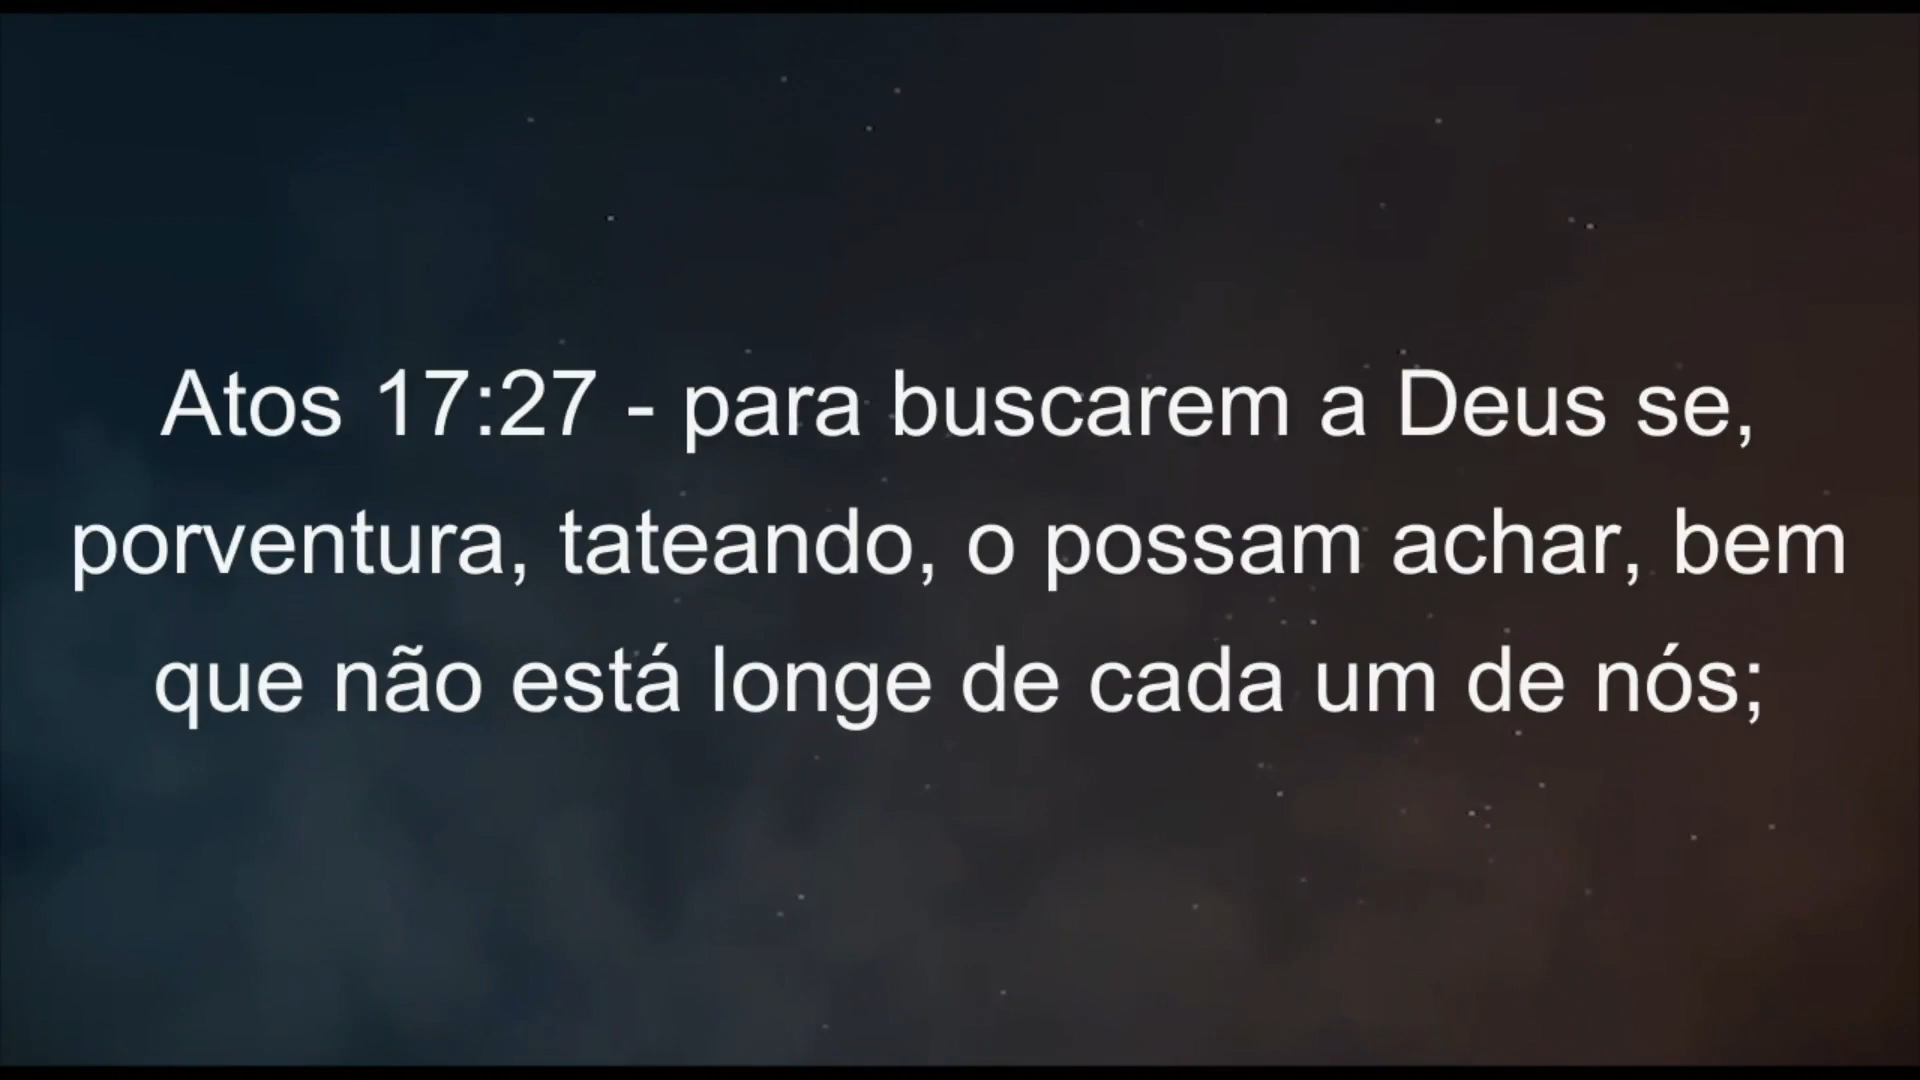 Atos 17:27 - para buscarem a Deus se,
porventura, tateando, o possam achar, bem
que não está longe de cada um de nós;